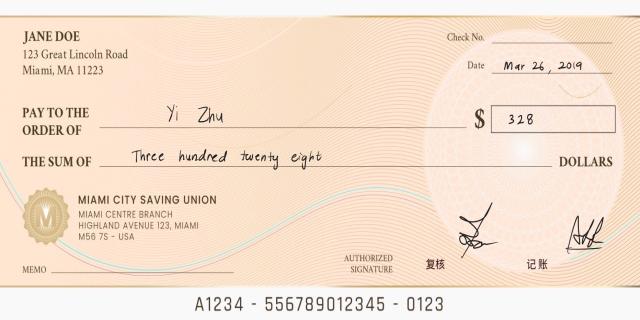 JANE DOE
123 Great Lincoln Road
Miami, MA 11223
Check No.
Date Mar 26, 2019
PAY TO THE
ORDER OF Yi Zhu
$ 328
THE SUM OF Three hundred twenty eight DOLLARS
MIAMI CITY SAVING UNION
MIAMI CENTRE BRANCH
HIGHLAND AVENUE 123, MIAMI
M56 7S - USA
MEMO
AUTHORIZED
SIGNATURE
复核
记账
A1234 - 556789012345 - 0123